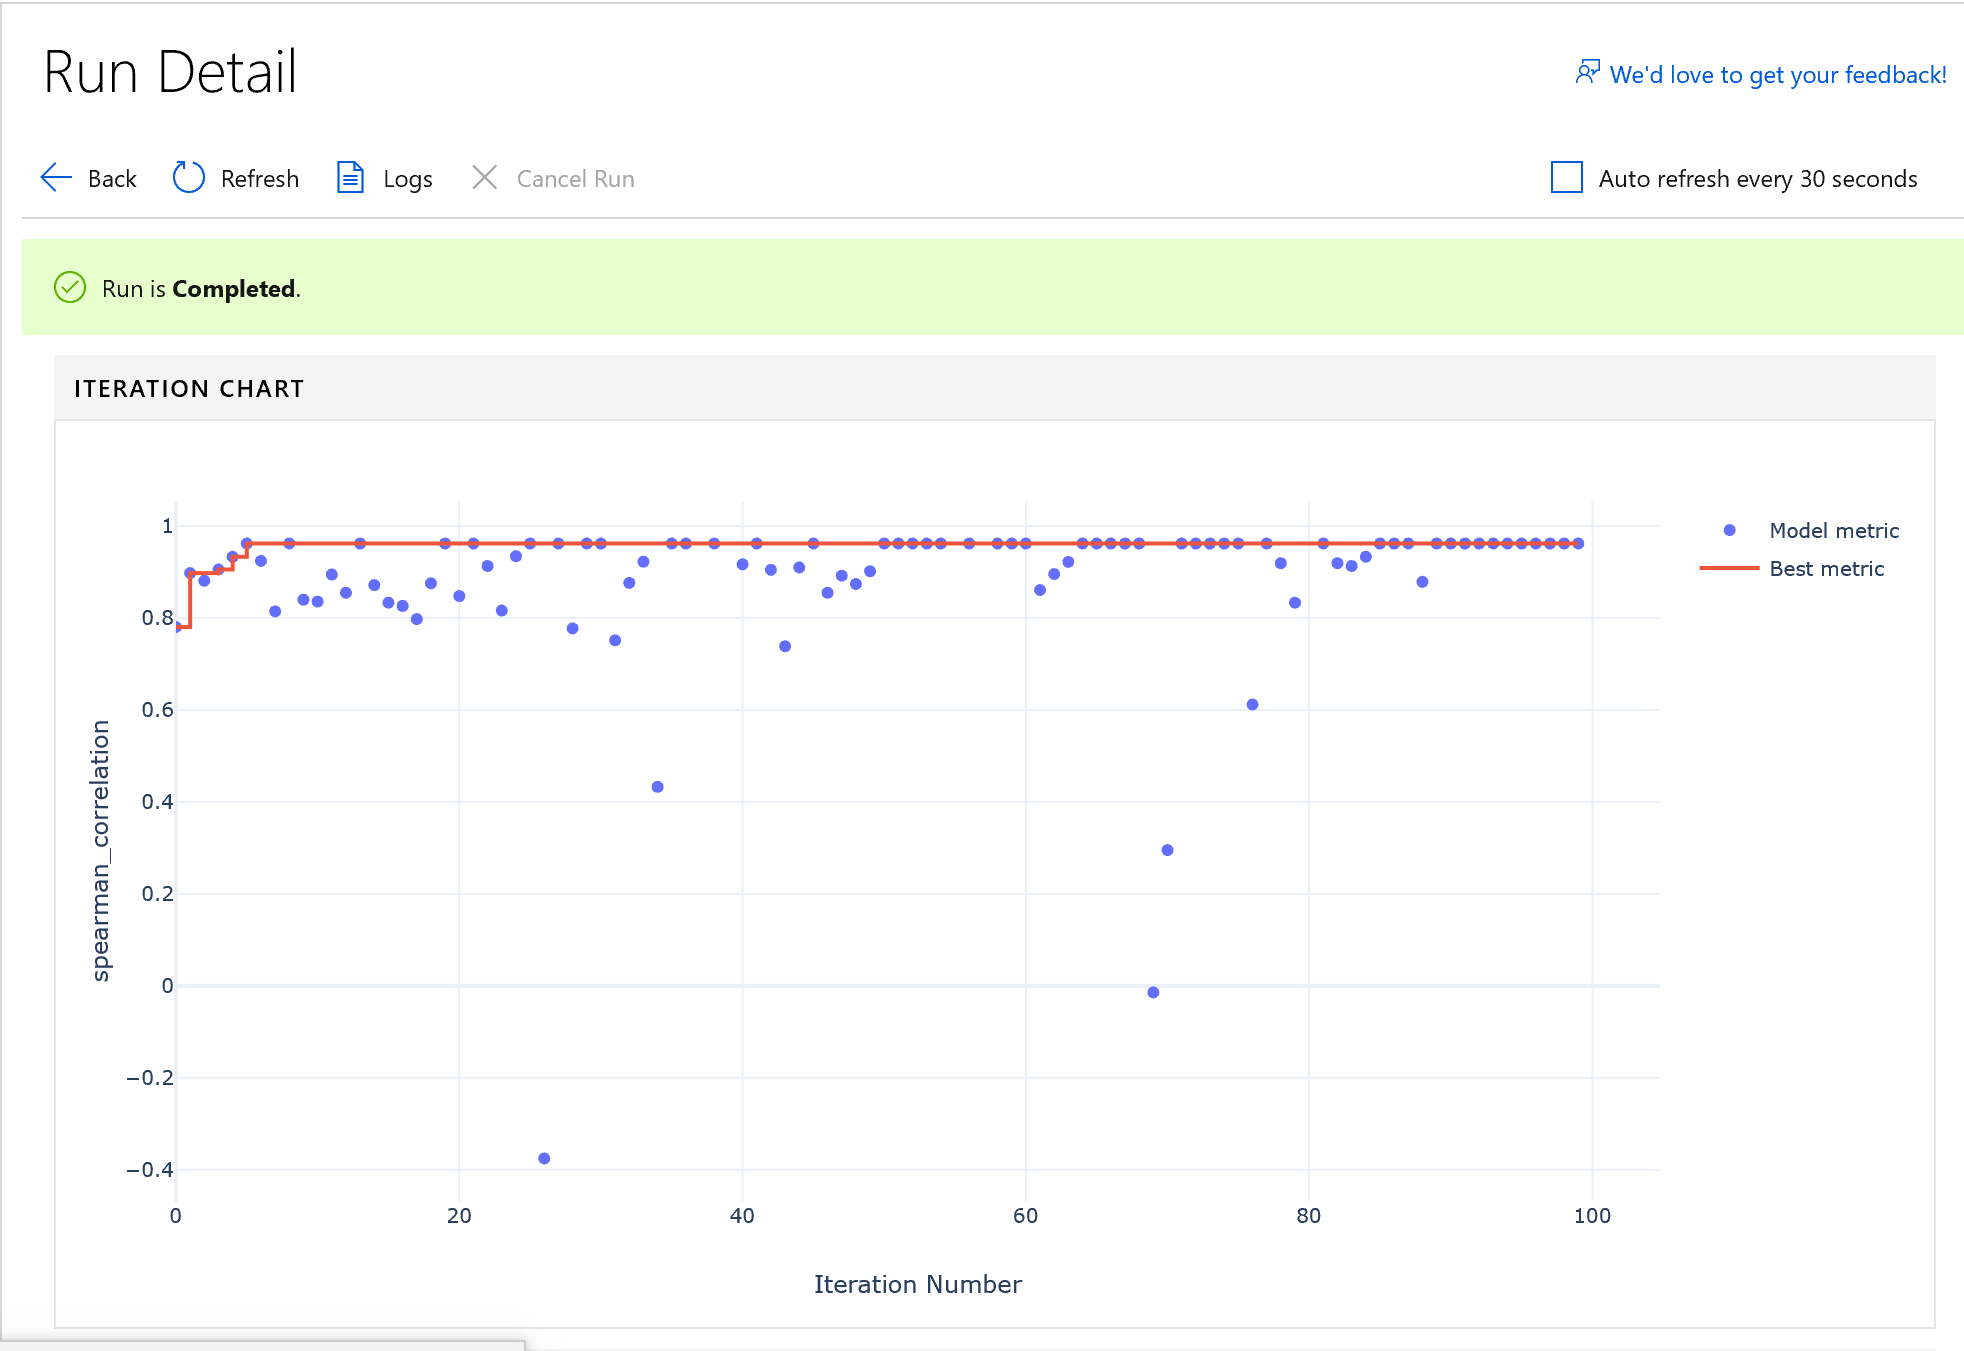 Run Detail
We'd love to get your feedback!
Back
Refresh
Logs
Cancel Run
Auto refresh every 30 seconds
Run is Completed.
ITERATION CHART
1
0.8
0.6
0.4
0.2
0
−0.2
−0.4
spearman_correlation
0
20
40
60
80
100
Iteration Number
Model metric
Best metric